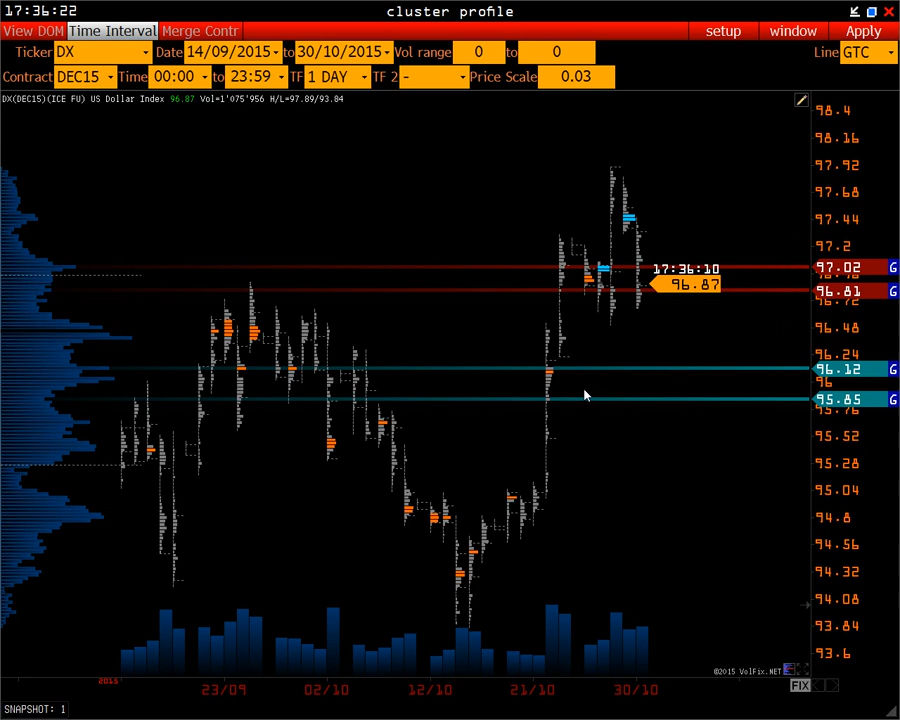 17:36:22 cluster profile
View DOM Time Interval Merge Contr setup window Apply
Ticker DX Date 14/09/2015 to 30/10/2015 Vol range 0 to 0 Line GTC
Contract DEC15 Time 00:00 to 23:59 TF 1 DAY TF 2 - Price Scale 0.03
DX(DEC15)(ICE FU) US Dollar Index 96.87 Vol=1'075'956 H/L=97.89/93.84
98.4
98.16
97.92
97.68
97.44
97.2
97.02 G
17:36:10
96.87
96.81 G
96.72
96.48
96.24
96.12 G
96
95.85 G
95.76
95.52
95.28
95.04
94.8
94.56
94.32
94.08
93.84
93.6
©2015 VolFix.NET
2015 23/09 02/10 12/10 21/10 30/10 FIX
SNAPSHOT: 1